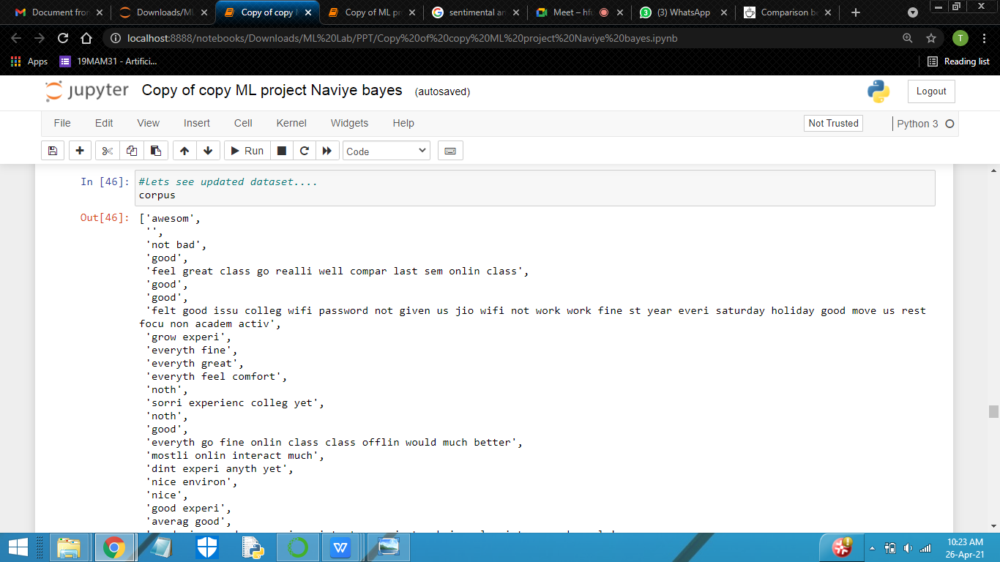 Document from
Downloads/ML
Copy of copy
Copy of ML pr
sentimental an
Meet – hf
(3) WhatsApp
Comparison be
localhost:8888/notebooks/Downloads/ML%20Lab/PPT/Copy%20of%20copy%20ML%20project%20Naviye%20bayes.ipynb
T
Apps
19MAM31 - Artifici...
Reading list
jupyter
Copy of copy ML project Naviye bayes (autosaved)
Logout
File Edit View Insert Cell Kernel Widgets Help
Not Trusted
Python 3
Run
Code
In [46]: #lets see updated dataset....
corpus
Out[46]: ['awesom',
'',
'not bad',
'good',
'feel great class go realli well compar last sem onlin class',
'good',
'good',
'felt good issu colleg wifi password not given us jio wifi not work work fine st year everi saturday holiday good move us rest
focu non academ activ',
'grow experi',
'everyth fine',
'everyth great',
'everyth feel comfort',
'noth',
'sorri experienc colleg yet',
'noth',
'good',
'everyth go fine onlin class class offlin would much better',
'mostli onlin interact much',
'dint experi anyth yet',
'nice environ',
'nice',
'good experi',
'averag good',
10:23 AM
26-Apr-21